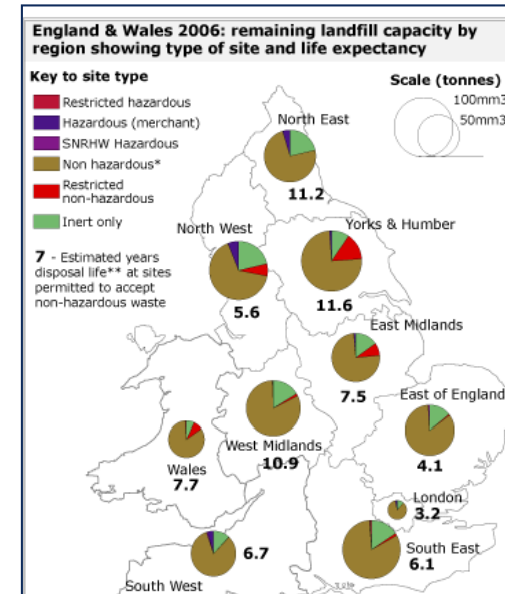 England & Wales 2006: remaining landfill capacity by
region showing type of site and life expectancy
Key to site type
Restricted hazardous
Hazardous (merchant)
SNRHW Hazardous
Non hazardous*
Restricted
non-hazardous
Inert only
7 - Estimated years
disposal life** at sites
permitted to accept
non-hazardous waste
Scale (tonnes)
100mm3
50mm3
North East
11.2
North West
5.6
Yorks & Humber
11.6
East Midlands
7.5
East of England
4.1
West Midlands
10.9
Wales
7.7
London
3.2
South East
6.1
6.7
South West